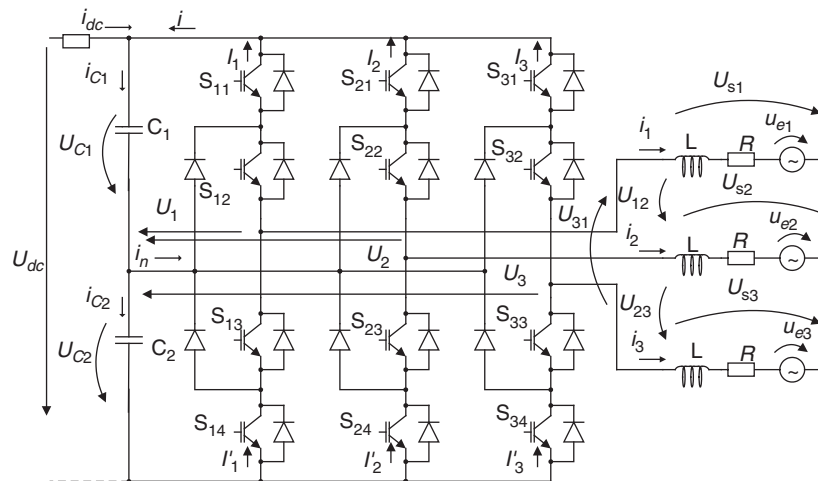 i_dc i I_1 I_2 I_3
S_11 S_21 S_31 U_s1
i_C1
U_C1 C_1 S_12 S_22 S_32 i_1 L R u_e1
U_1 U_31 U_12 U_s2
U_dc i_n U_2 i_2 L R u_e2
U_3 U_23 U_s3
i_C2
U_C2 C_2 S_13 S_23 S_33 i_3 L R u_e3
S_14 S_24 S_34
I'_1 I'_2 I'_3
~
~
~